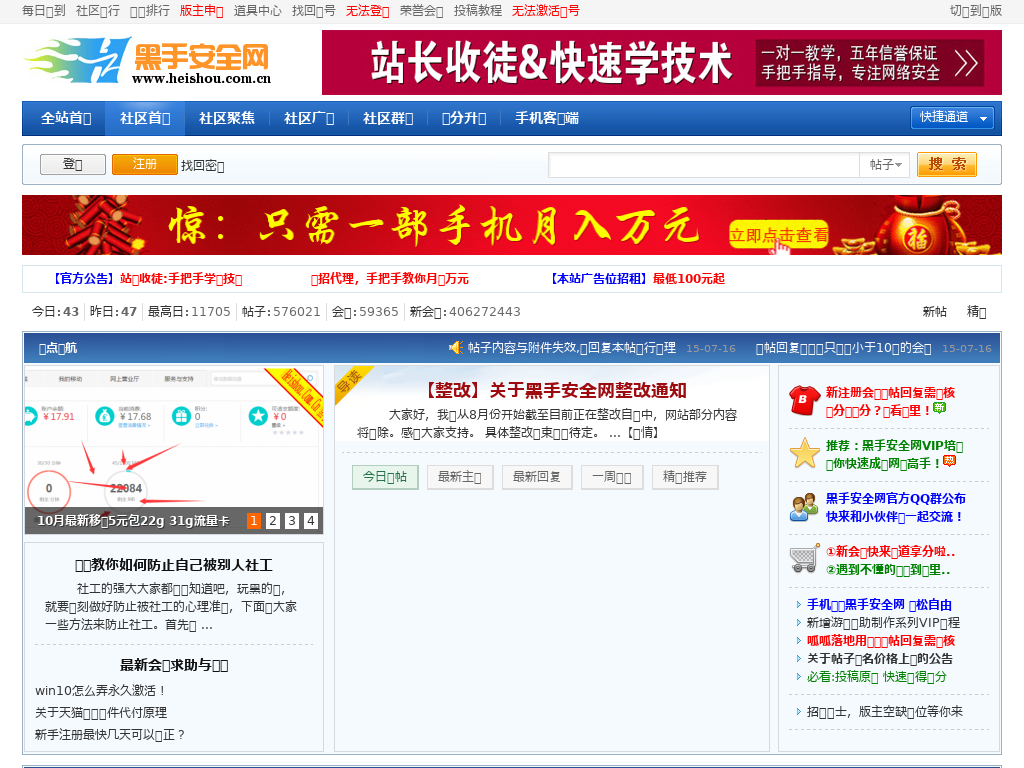 每日 到 社区 行 排行 版主申 道具中心 找回 号 无法登 荣誉会 投稿教程 无法激活 号 切 到 版
黑手安全网
www.heishou.com.cn
站长收徒&快速学技术
一对一教学，五年信誉保证
手把手指导，专注网络安全
全站首 社区首 社区聚焦 社区广 社区群 分升 手机客 端 快捷通道
登 注册 找回密 帖子 搜 索
惊：只需一部手机月入万元 立即点击查看
【官方公告】站 收徒:手把手学 技 招代理，手把手教你月 万元 【本站广告位招租】最低100元起
今日:43 昨日:47 最高日:11705 帖子:576021 会 :59365 新会 :406272443 新帖 精
点 航 帖子内容与附件失效, 回复本帖 行 理 15-07-16 帖回复 只 小于10 的会 15-07-16
我的移动 网上营业厅 服务与支持
¥17.91 ¥17.68 0 ¥0
0 22084
10月最新移 5元包22g 31g流量卡 1 2 3 4
教你如何防止自己被别人社工
社工的强大大家都 知道吧，玩黑的 ，
就要 刻做好防止被社工的心理准 ，下面 大家
一些方法来防止社工。首先 ...
最新会 求助与
win10怎么弄永久激活！
关于天猫 件代付原理
新手注册最快几天可以 正？
【整改】关于黑手安全网整改通知
大家好，我 从8月份开始截至目前正在整改自 中，网站部分内容
将 除。感 大家支持。 具体整改 束 待定。 ... 【 情】
今日 帖 最新主 最新回复 一周 精 推荐
新注册会 帖回复需 核
分 分？ 看 里！
推荐：黑手安全网VIP培
你快速成 网 高手！
黑手安全网官方QQ群公布
快来和小伙伴 一起交流！
①新会 快来 道拿分啦..
②遇到不懂的 到 里..
手机 黑手安全网 松自由
新增游 助制作系列VIP 程
呱呱落地用 帖回复需 核
关于帖子 名价格上 的公告
必看:投稿原 快速 得 分
招 士，版主空缺 位等你来